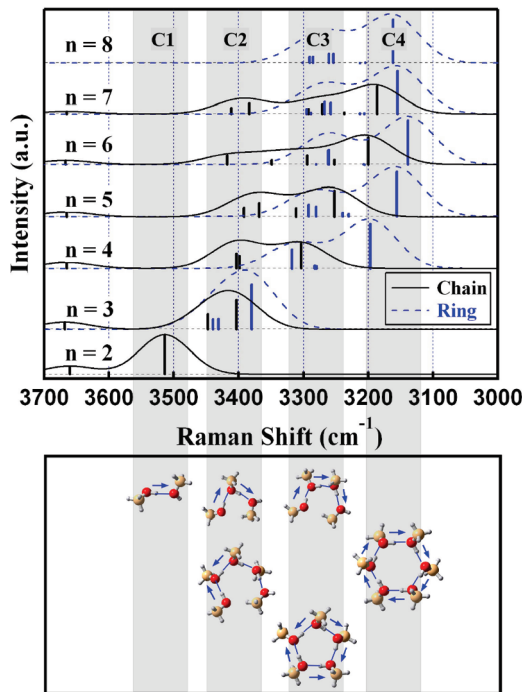 C1 C2 C3 C4
n = 8
n = 7
n = 6
n = 5
n = 4
n = 3
n = 2
Intensity (a.u.)
Chain
Ring
3700 3600 3500 3400 3300 3200 3100 3000
Raman Shift (cm⁻¹)